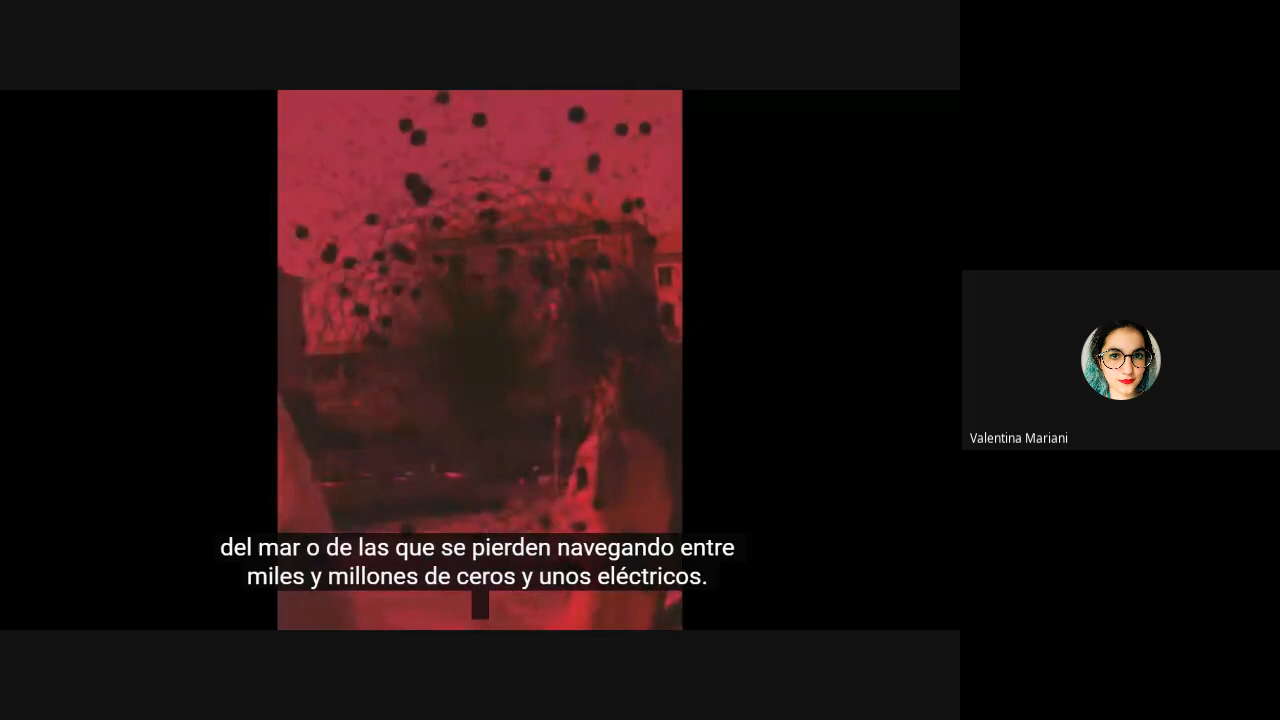 del mar o de las que se pierden navegando entre
miles y millones de ceros y unos eléctricos.
Valentina Mariani